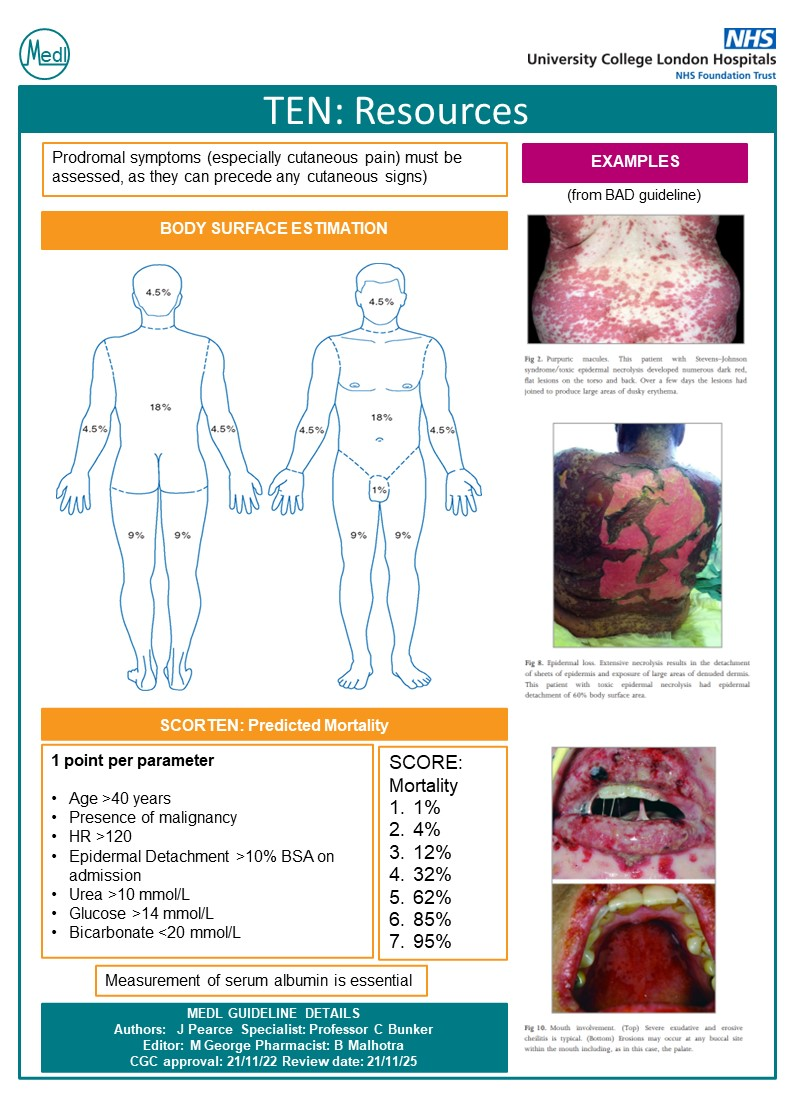 Medl
NHS
University College London Hospitals
NHS Foundation Trust
TEN: Resources
Prodromal symptoms (especially cutaneous pain) must be
assessed, as they can precede any cutaneous signs)
BODY SURFACE ESTIMATION
4.5%
4.5%
18%
18%
4.5%
4.5%
4.5%
4.5%
1%
9%
9%
9%
9%
SCORTEN: Predicted Mortality
1 point per parameter
• Age >40 years
• Presence of malignancy
• HR >120
• Epidermal Detachment >10% BSA on
admission
• Urea >10 mmol/L
• Glucose >14 mmol/L
• Bicarbonate <20 mmol/L
SCORE:
Mortality
1. 1%
2. 4%
3. 12%
4. 32%
5. 62%
6. 85%
7. 95%
Measurement of serum albumin is essential
MEDL GUIDELINE DETAILS
Authors: J Pearce Specialist: Professor C Bunker
Editor: M George Pharmacist: B Malhotra
CGC approval: 21/11/22 Review date: 21/11/25
EXAMPLES
(from BAD guideline)
Fig 2. Purpuric macules. This patient with Stevens–Johnson
syndrome/toxic epidermal necrolysis developed numerous dark red,
flat lesions on the torso and back. Over a few days the lesions had
joined to produce large areas of dusky erythema.
Fig 8. Epidermal loss. Extensive necrolysis results in the detachment
of sheets of epidermis and exposure of large areas of denuded dermis.
This patient with toxic epidermal necrolysis had epidermal
detachment of 60% body surface area.
Fig 10. Mouth involvement. (Top) Severe exudative and erosive
cheilitis is typical. (Bottom) Erosions may occur at any buccal site
within the mouth including, as in this case, the palate.